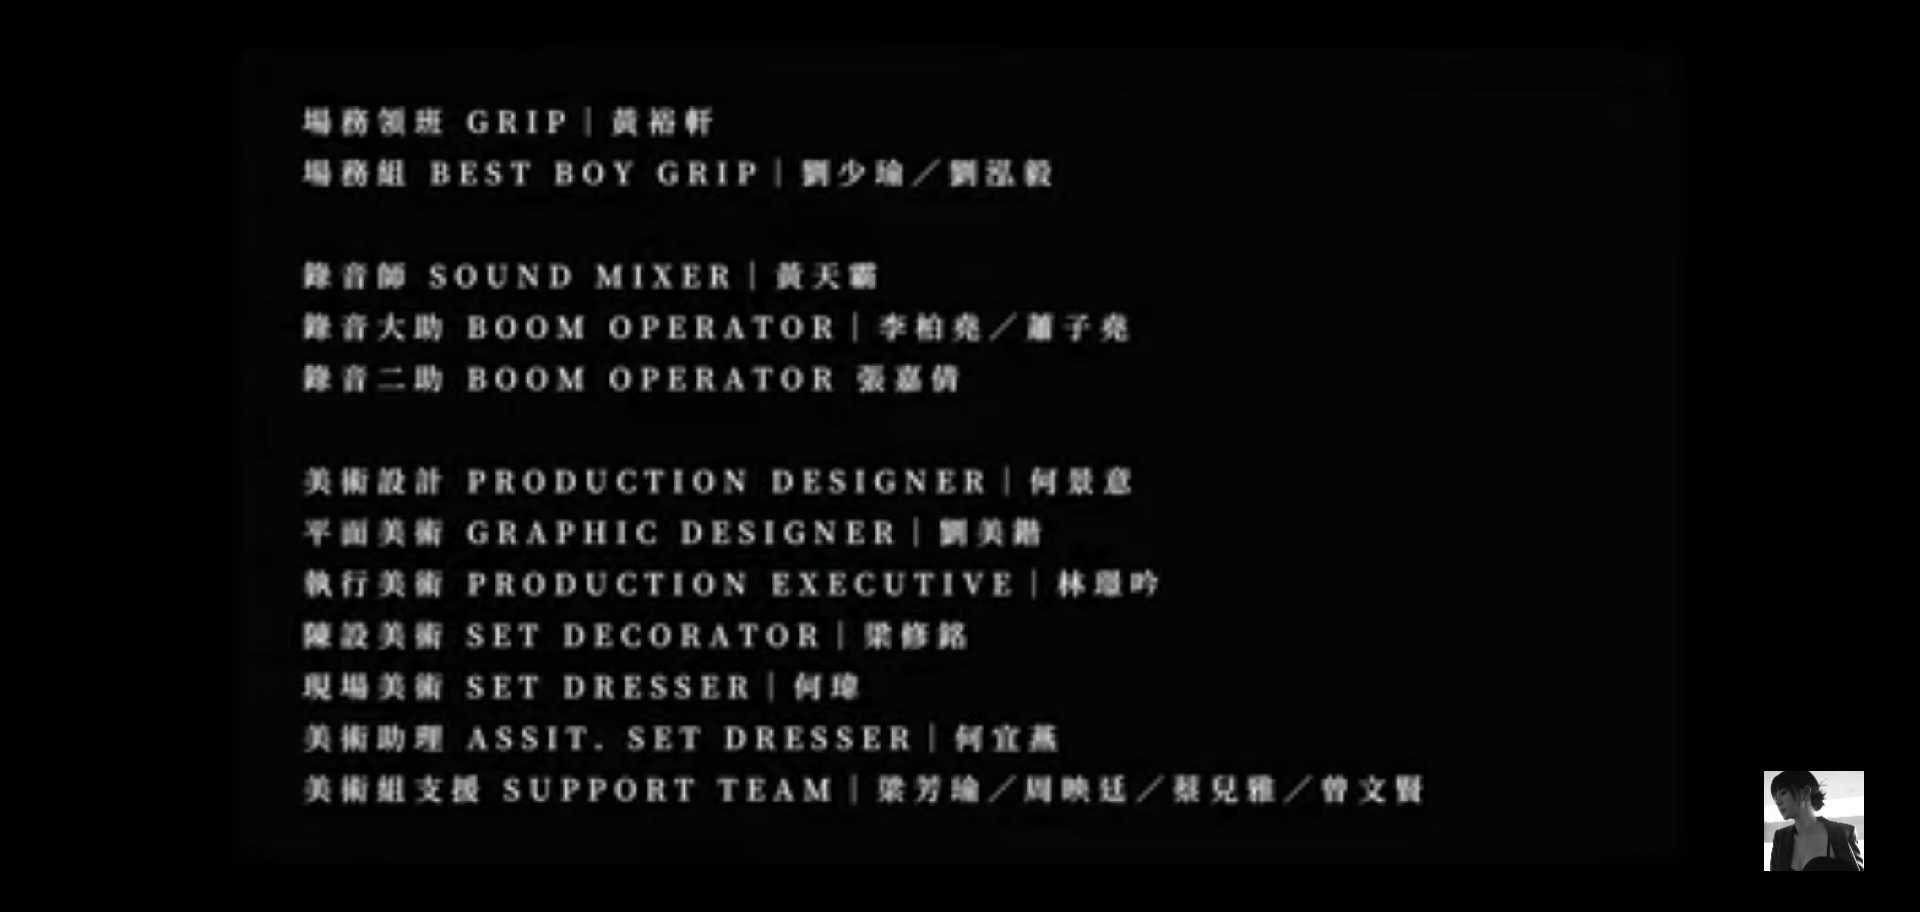 場務領班 GRIP｜黃裕軒
場務組 BEST BOY GRIP｜劉少瑜／劉泓毅
錄音師 SOUND MIXER｜黃天霸
錄音大助 BOOM OPERATOR｜李柏堯／蕭子堯
錄音二助 BOOM OPERATOR 張嘉倩
美術設計 PRODUCTION DESIGNER｜何景意
平面美術 GRAPHIC DESIGNER｜劉美
執行美術 PRODUCTION EXECUTIVE｜林璟吟
陳設美術 SET DECORATOR｜梁修銘
現場美術 SET DRESSER｜何瑋
美術助理 ASSIT. SET DRESSER｜何宜燕
美術組支援 SUPPORT TEAM｜梁芳瑜／周映廷／蔡兒雅／曾文賢